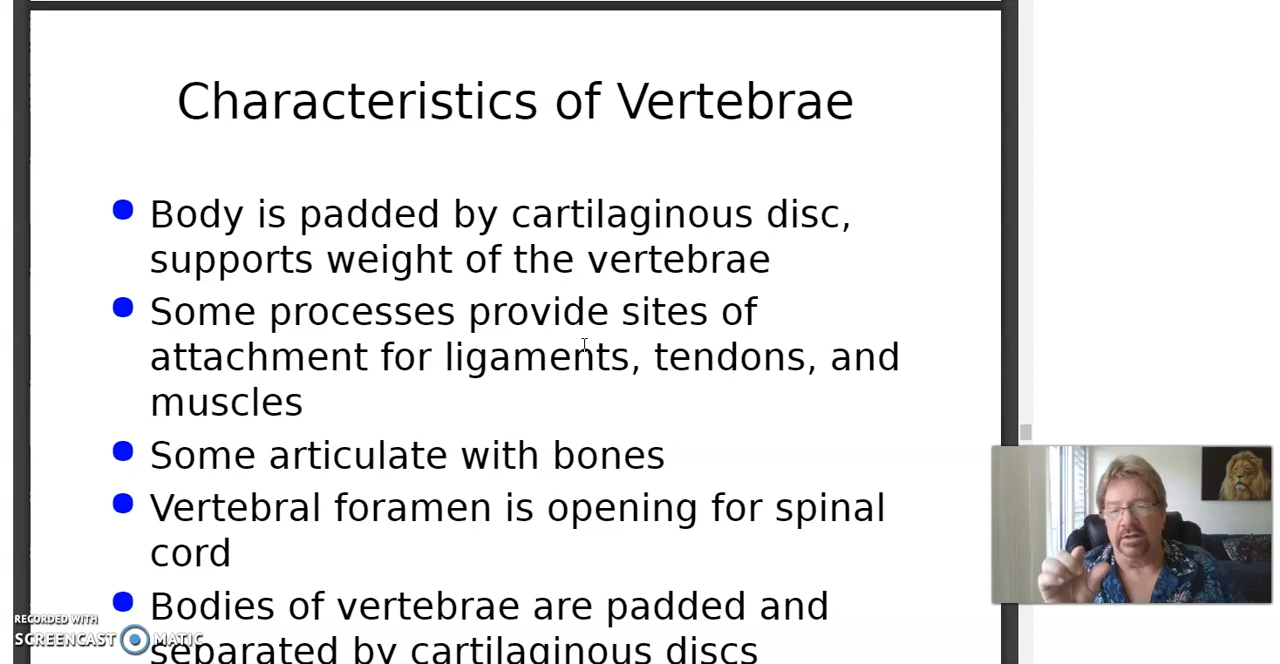 Characteristics of Vertebrae
Body is padded by cartilaginous disc,
supports weight of the vertebrae
Some processes provide sites of
attachment for ligaments, tendons, and
muscles
Some articulate with bones
Vertebral foramen is opening for spinal
cord
Bodies of vertebrae are padded and
separated by cartilaginous discs
RECORDED WITH
SCREENCAST MATIC